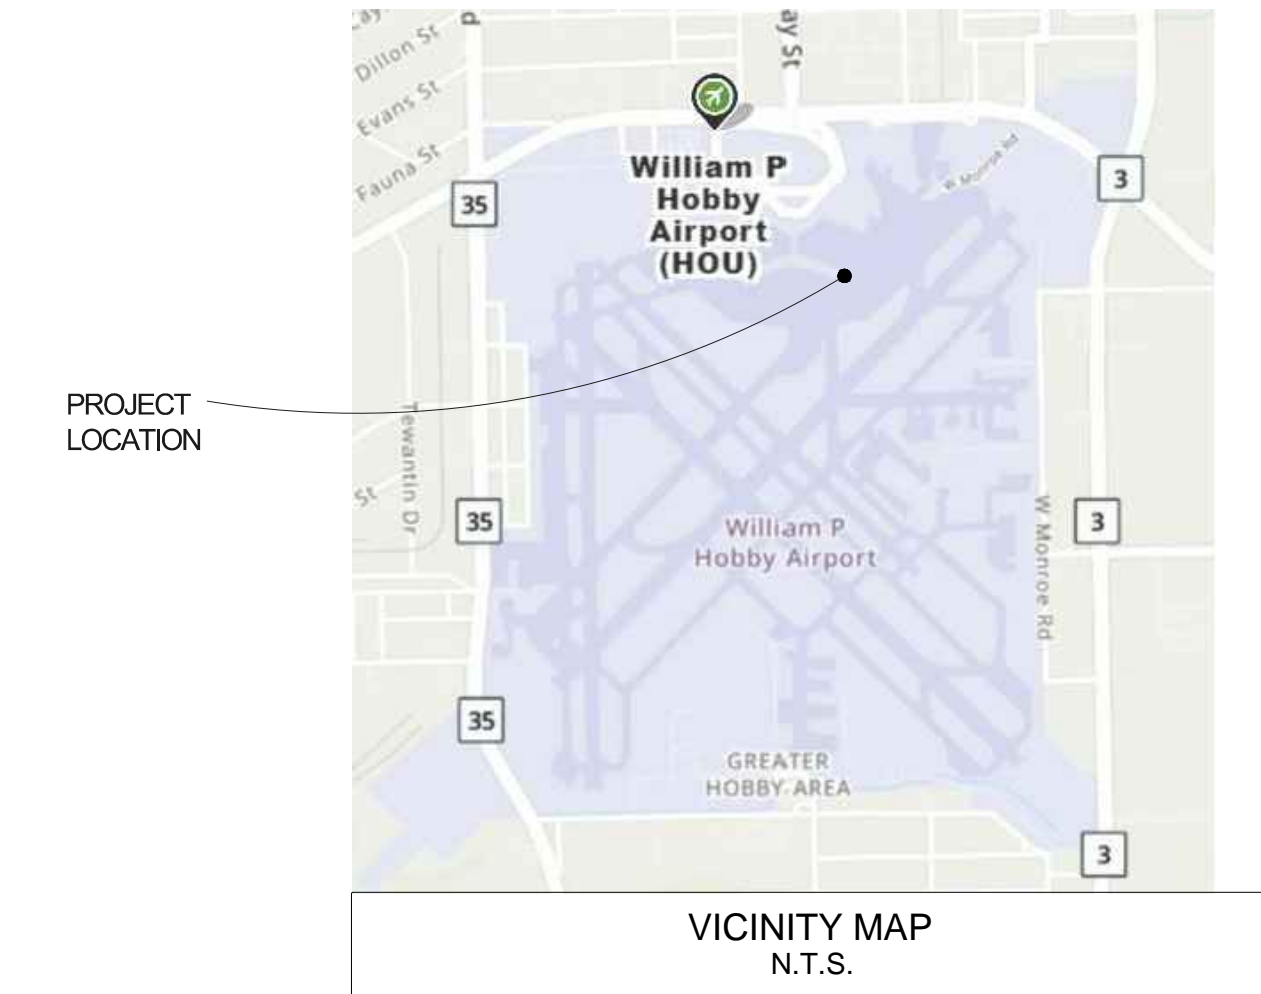 Dillon St
Evans St
Fauna St
ay St
William P
Hobby
Airport
(HOU)
W Monroe Rd
35
3
PROJECT
LOCATION
Tewantin Dr
St
35
William P
Hobby Airport
W Monroe Rd
3
35
GREATER
HOBBY AREA
3
VICINITY MAP
N.T.S.